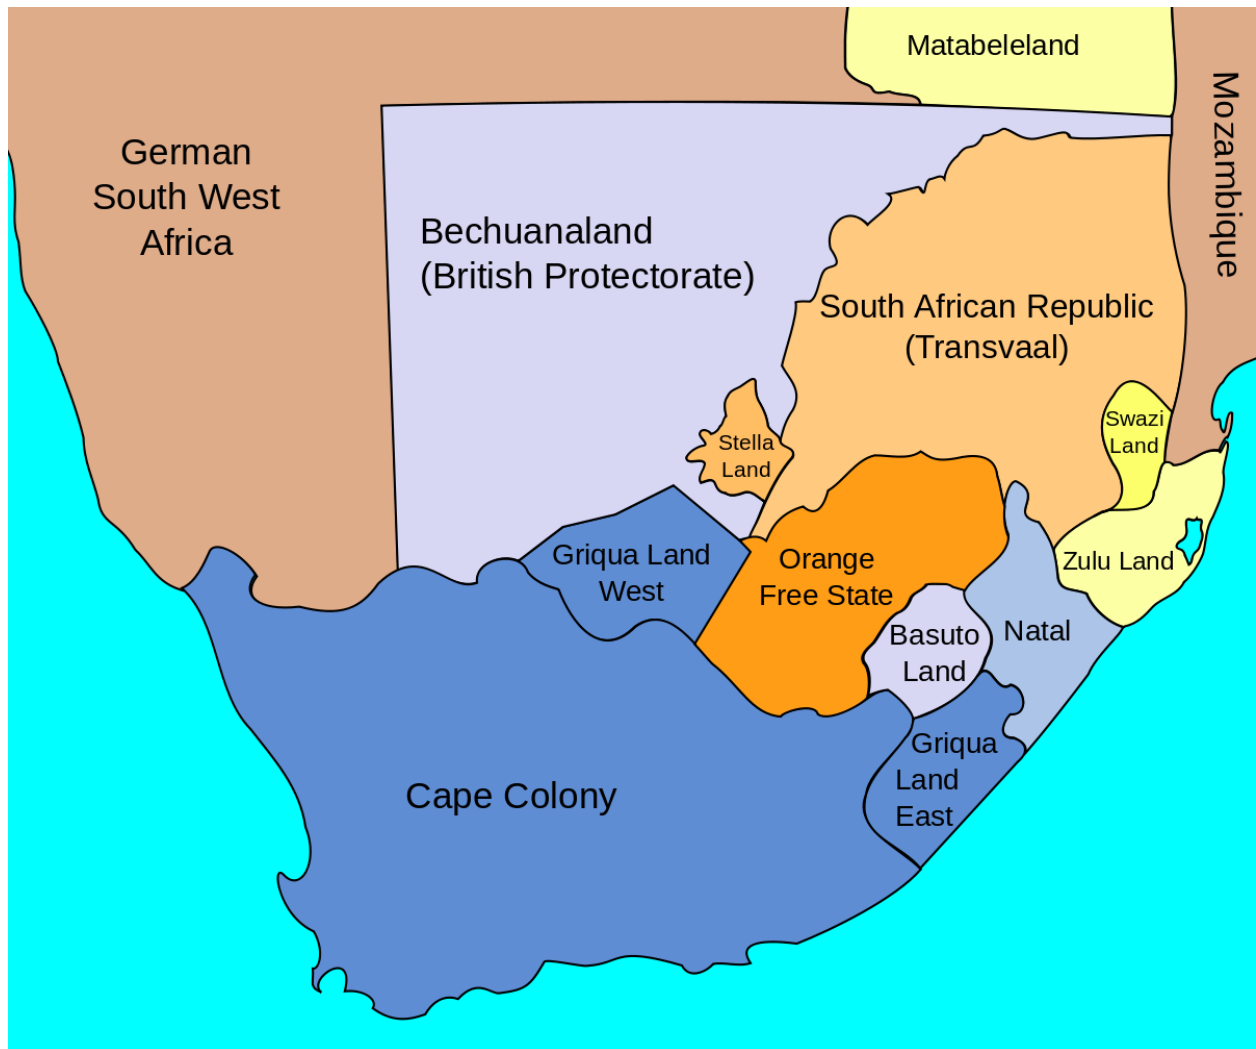 Matabeleland
Mozambique
German
South West
Africa
Bechuanaland
(British Protectorate)
South African Republic
(Transvaal)
Swazi
Land
Stella
Land
Griqua Land
West
Orange
Free State
Zulu Land
Basuto
Land
Natal
Griqua
Land
East
Cape Colony